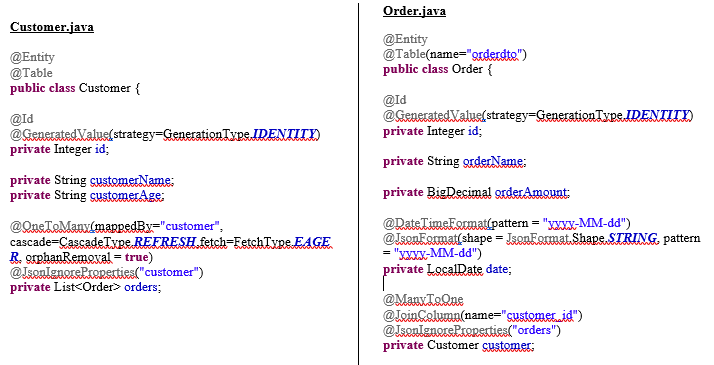 Customer.java
@Entity
@Table
public class Customer {
@Id
@GeneratedValue(strategy=GenerationType.IDENTITY)
private Integer id;
private String customerName;
private String customerAge;
@OneToMany(mappedBy="customer",
cascade=CascadeType.REFRESH,fetch=FetchType.EAGE
R, orphanRemoval = true)
@JsonIgnoreProperties("customer")
private List<Order> orders;
Order.java
@Entity
@Table(name="orderdto")
public class Order {
@Id
@GeneratedValue(strategy=GenerationType.IDENTITY)
private Integer id;
private String orderName;
private BigDecimal orderAmount;
@DateTimeFormat(pattern = "yyyy-MM-dd")
@JsonFormat(shape = JsonFormat.Shape.STRING, pattern
= "yyyy-MM-dd")
private LocalDate date;
@ManyToOne
@JoinColumn(name="customer_id")
@JsonIgnoreProperties("orders")
private Customer customer;